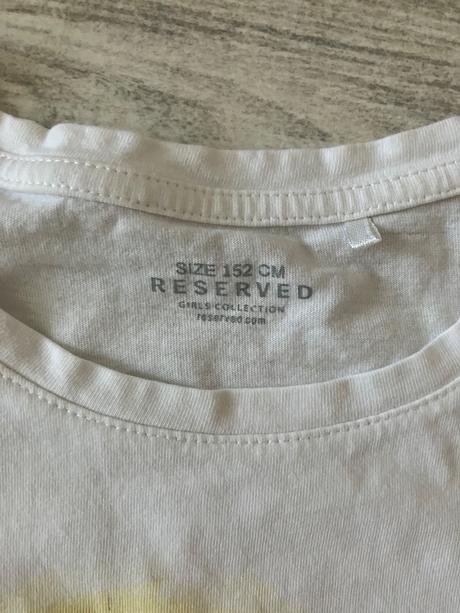 SIZE 152 CM
RESERVED
GIRLS COLLECTION
reserved.com